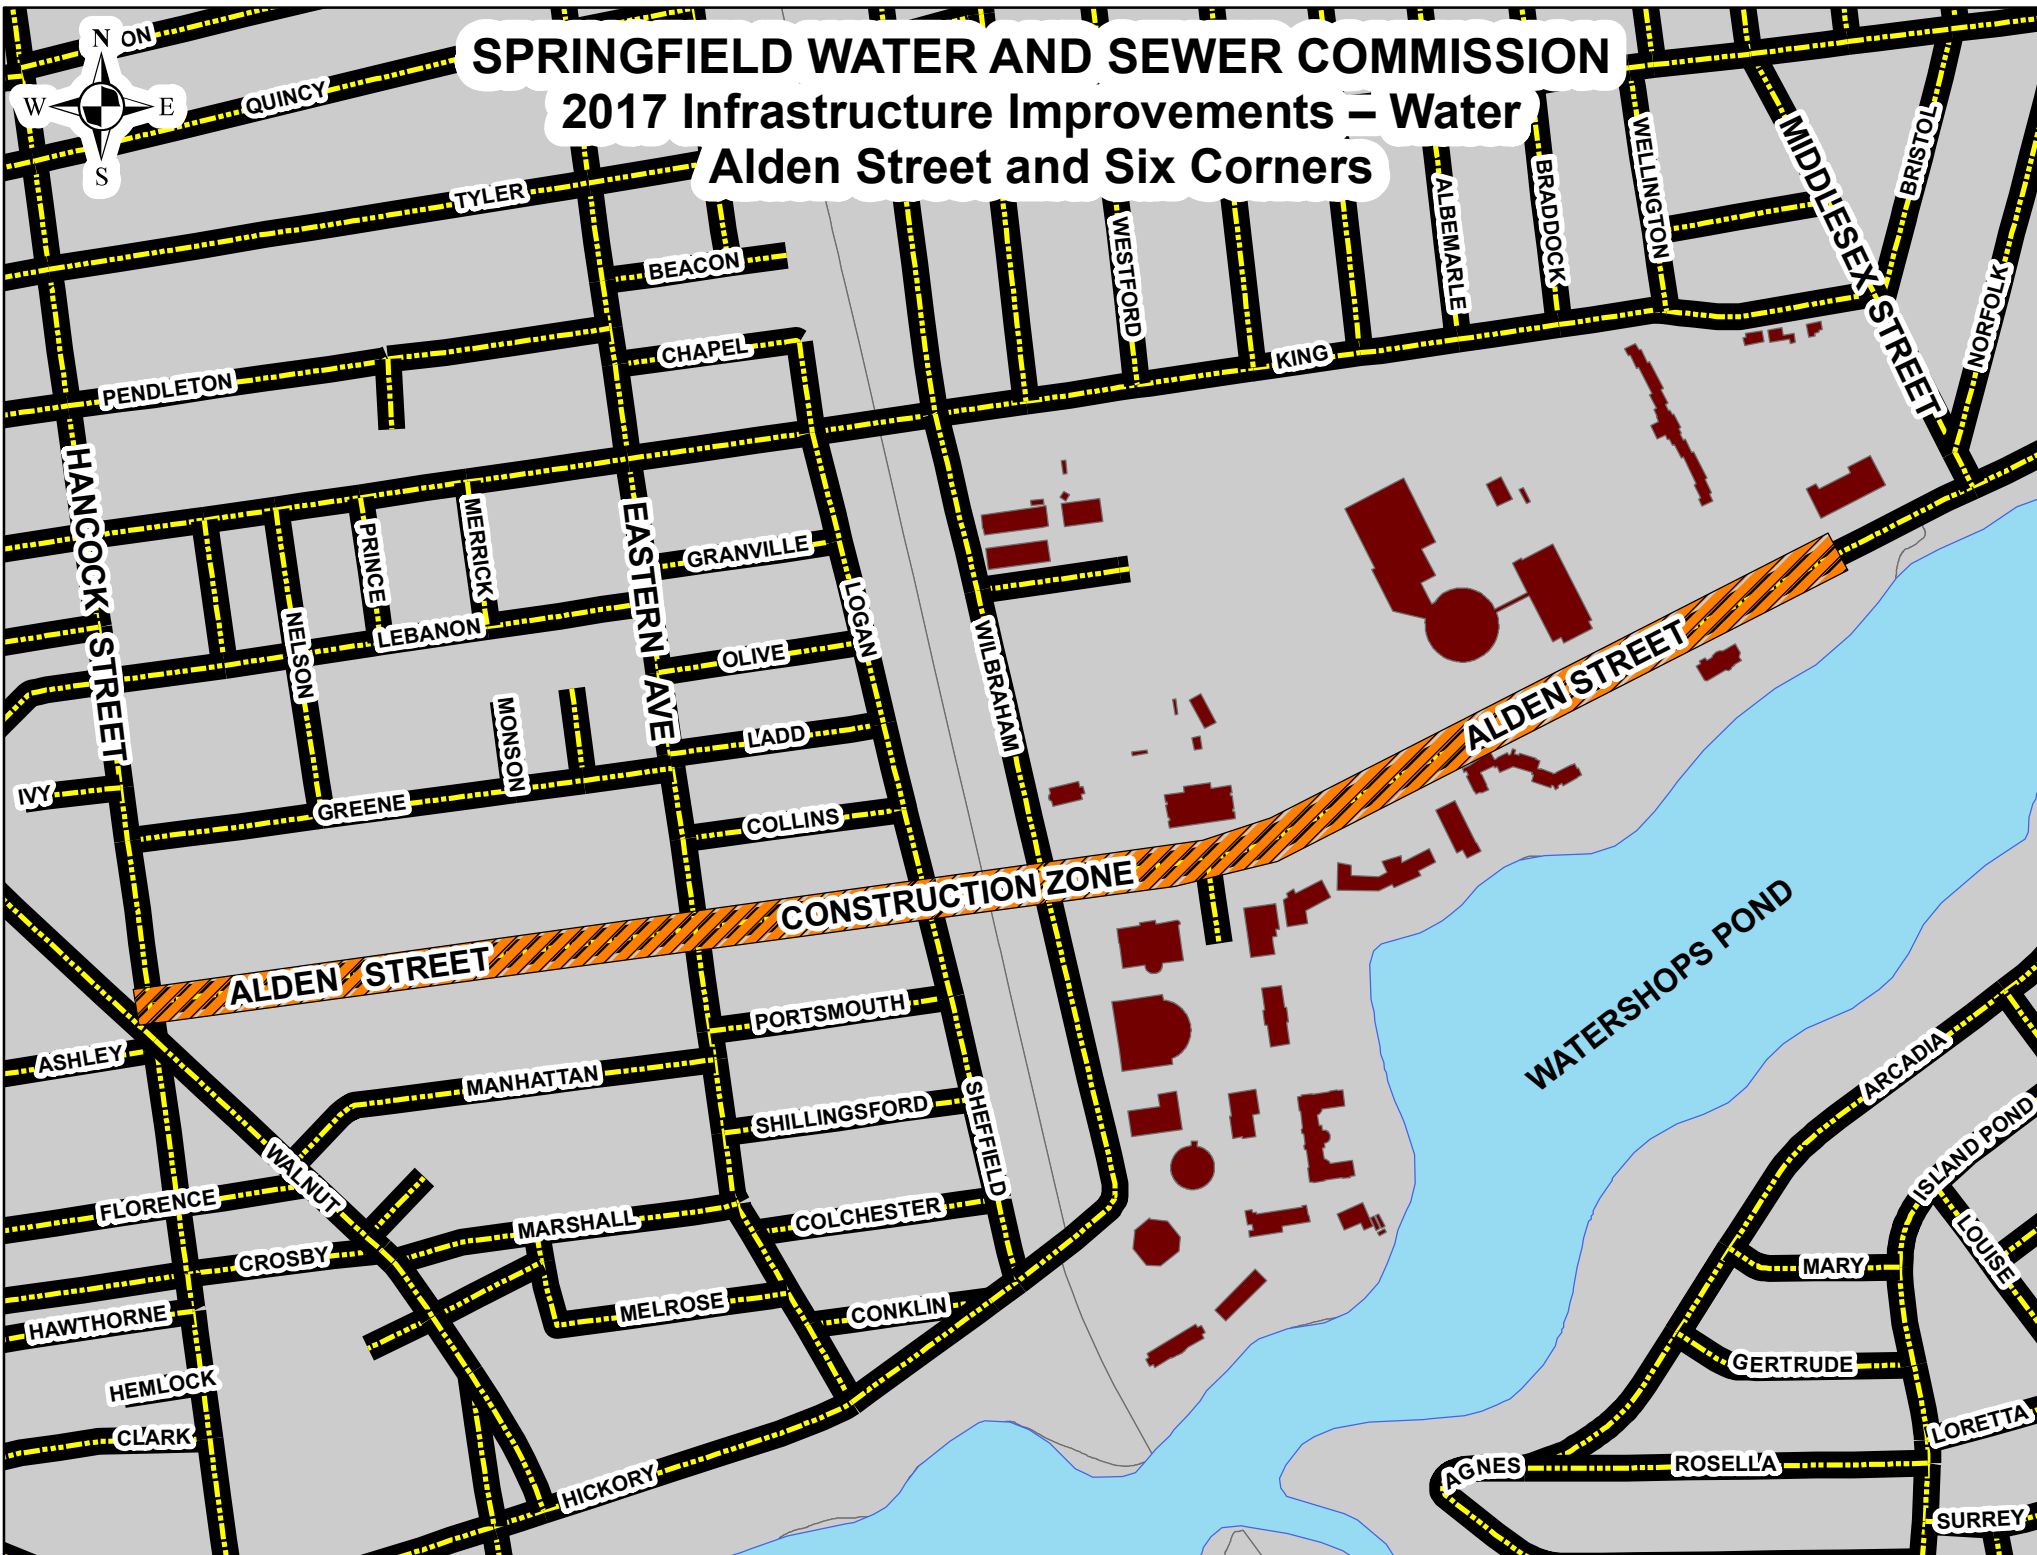 SPRINGFIELD WATER AND SEWER COMMISSION
2017 Infrastructure Improvements – Water
Alden Street and Six Corners
N
W
E
S
ON
QUINCY
TYLER
BEACON
CHAPEL
PENDLETON
KING
WESTFORD
ALBEMARLE
BRADDOCK
WELLINGTON
MIDDLESEX STREET
BRISTOL
NORFOLK
HANCOCK STREET
EASTERN AVE
PRINCE
MERRICK
NELSON
LEBANON
MONSON
GRANVILLE
LOGAN
OLIVE
WILBRAHAM
LADD
COLLINS
IVY
GREENE
ALDEN STREET
CONSTRUCTION ZONE
ALDEN STREET
WATERSHOPS POND
ASHLEY
MANHATTAN
PORTSMOUTH
SHILLINGSFORD
SHEFFIELD
WALNUT
FLORENCE
CROSBY
MARSHALL
COLCHESTER
HAWTHORNE
MELROSE
CONKLIN
HEMLOCK
CLARK
HICKORY
ARCADIA
ISLAND POND
LOUISE
MARY
GERTRUDE
LORETTA
AGNES
ROSELLA
SURREY